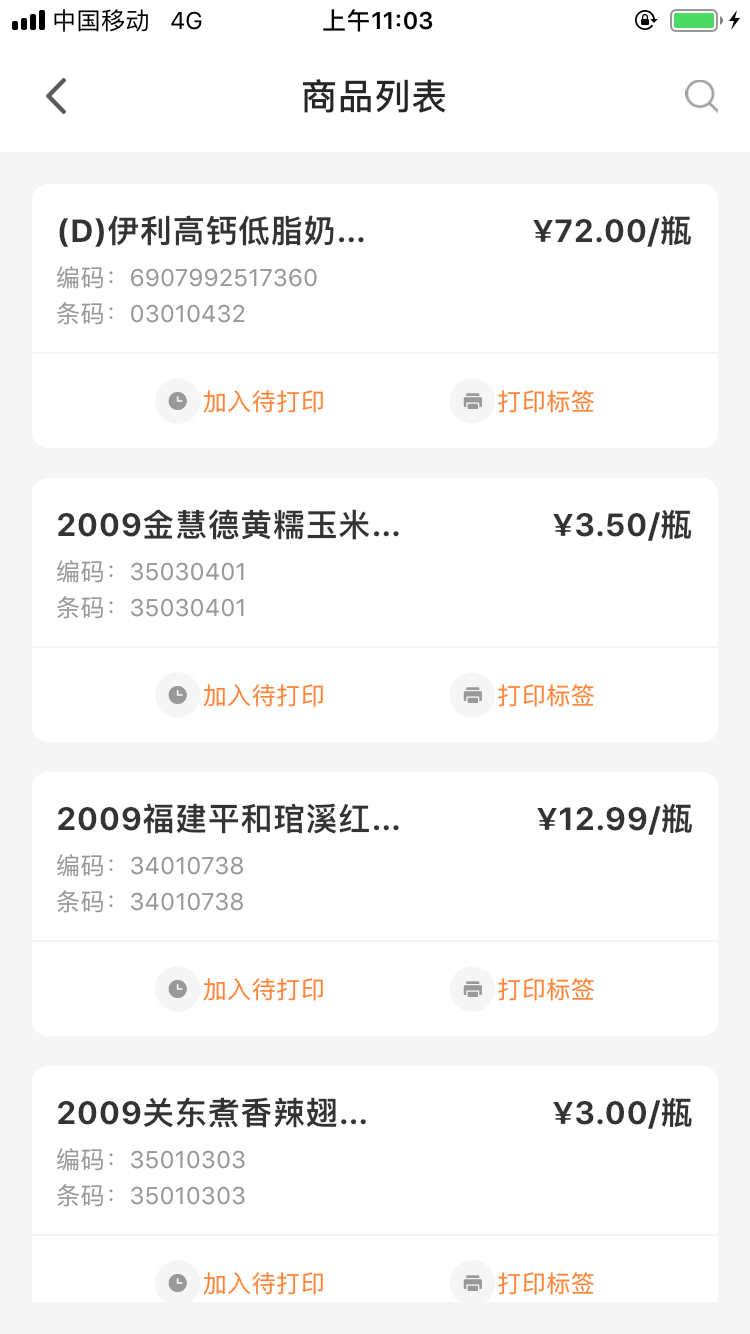 中国移动 4G 上午11:03
商品列表
(D)伊利高钙低脂奶... ¥72.00/瓶
编码：6907992517360
条码：03010432
加入待打印 打印标签
2009金慧德黄糯玉米... ¥3.50/瓶
编码：35030401
条码：35030401
加入待打印 打印标签
2009福建平和琯溪红... ¥12.99/瓶
编码：34010738
条码：34010738
加入待打印 打印标签
2009关东煮香辣翅... ¥3.00/瓶
编码：35010303
条码：35010303
加入待打印 打印标签